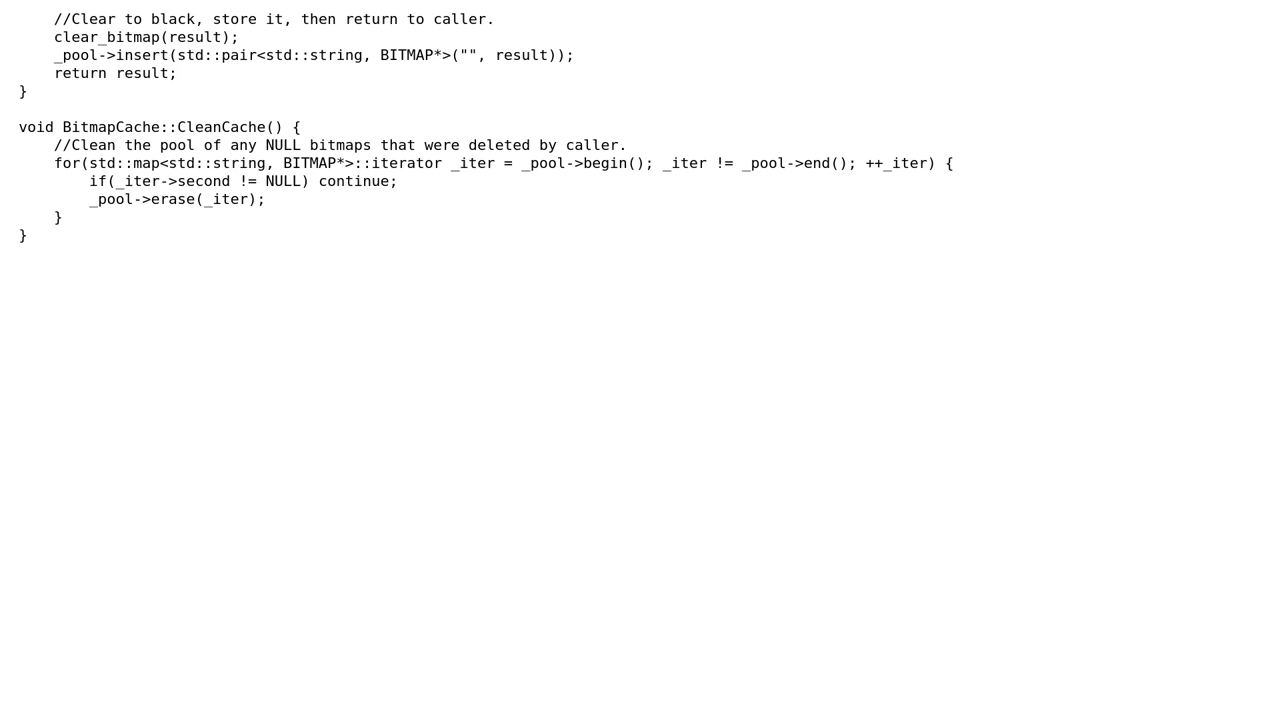 //Clear to black, store it, then return to caller.
    clear_bitmap(result);
    _pool->insert(std::pair<std::string, BITMAP*>("", result));
    return result;
}

void BitmapCache::CleanCache() {
    //Clean the pool of any NULL bitmaps that were deleted by caller.
    for(std::map<std::string, BITMAP*>::iterator _iter = _pool->begin(); _iter != _pool->end(); ++_iter) {
        if(_iter->second != NULL) continue;
        _pool->erase(_iter);
    }
}